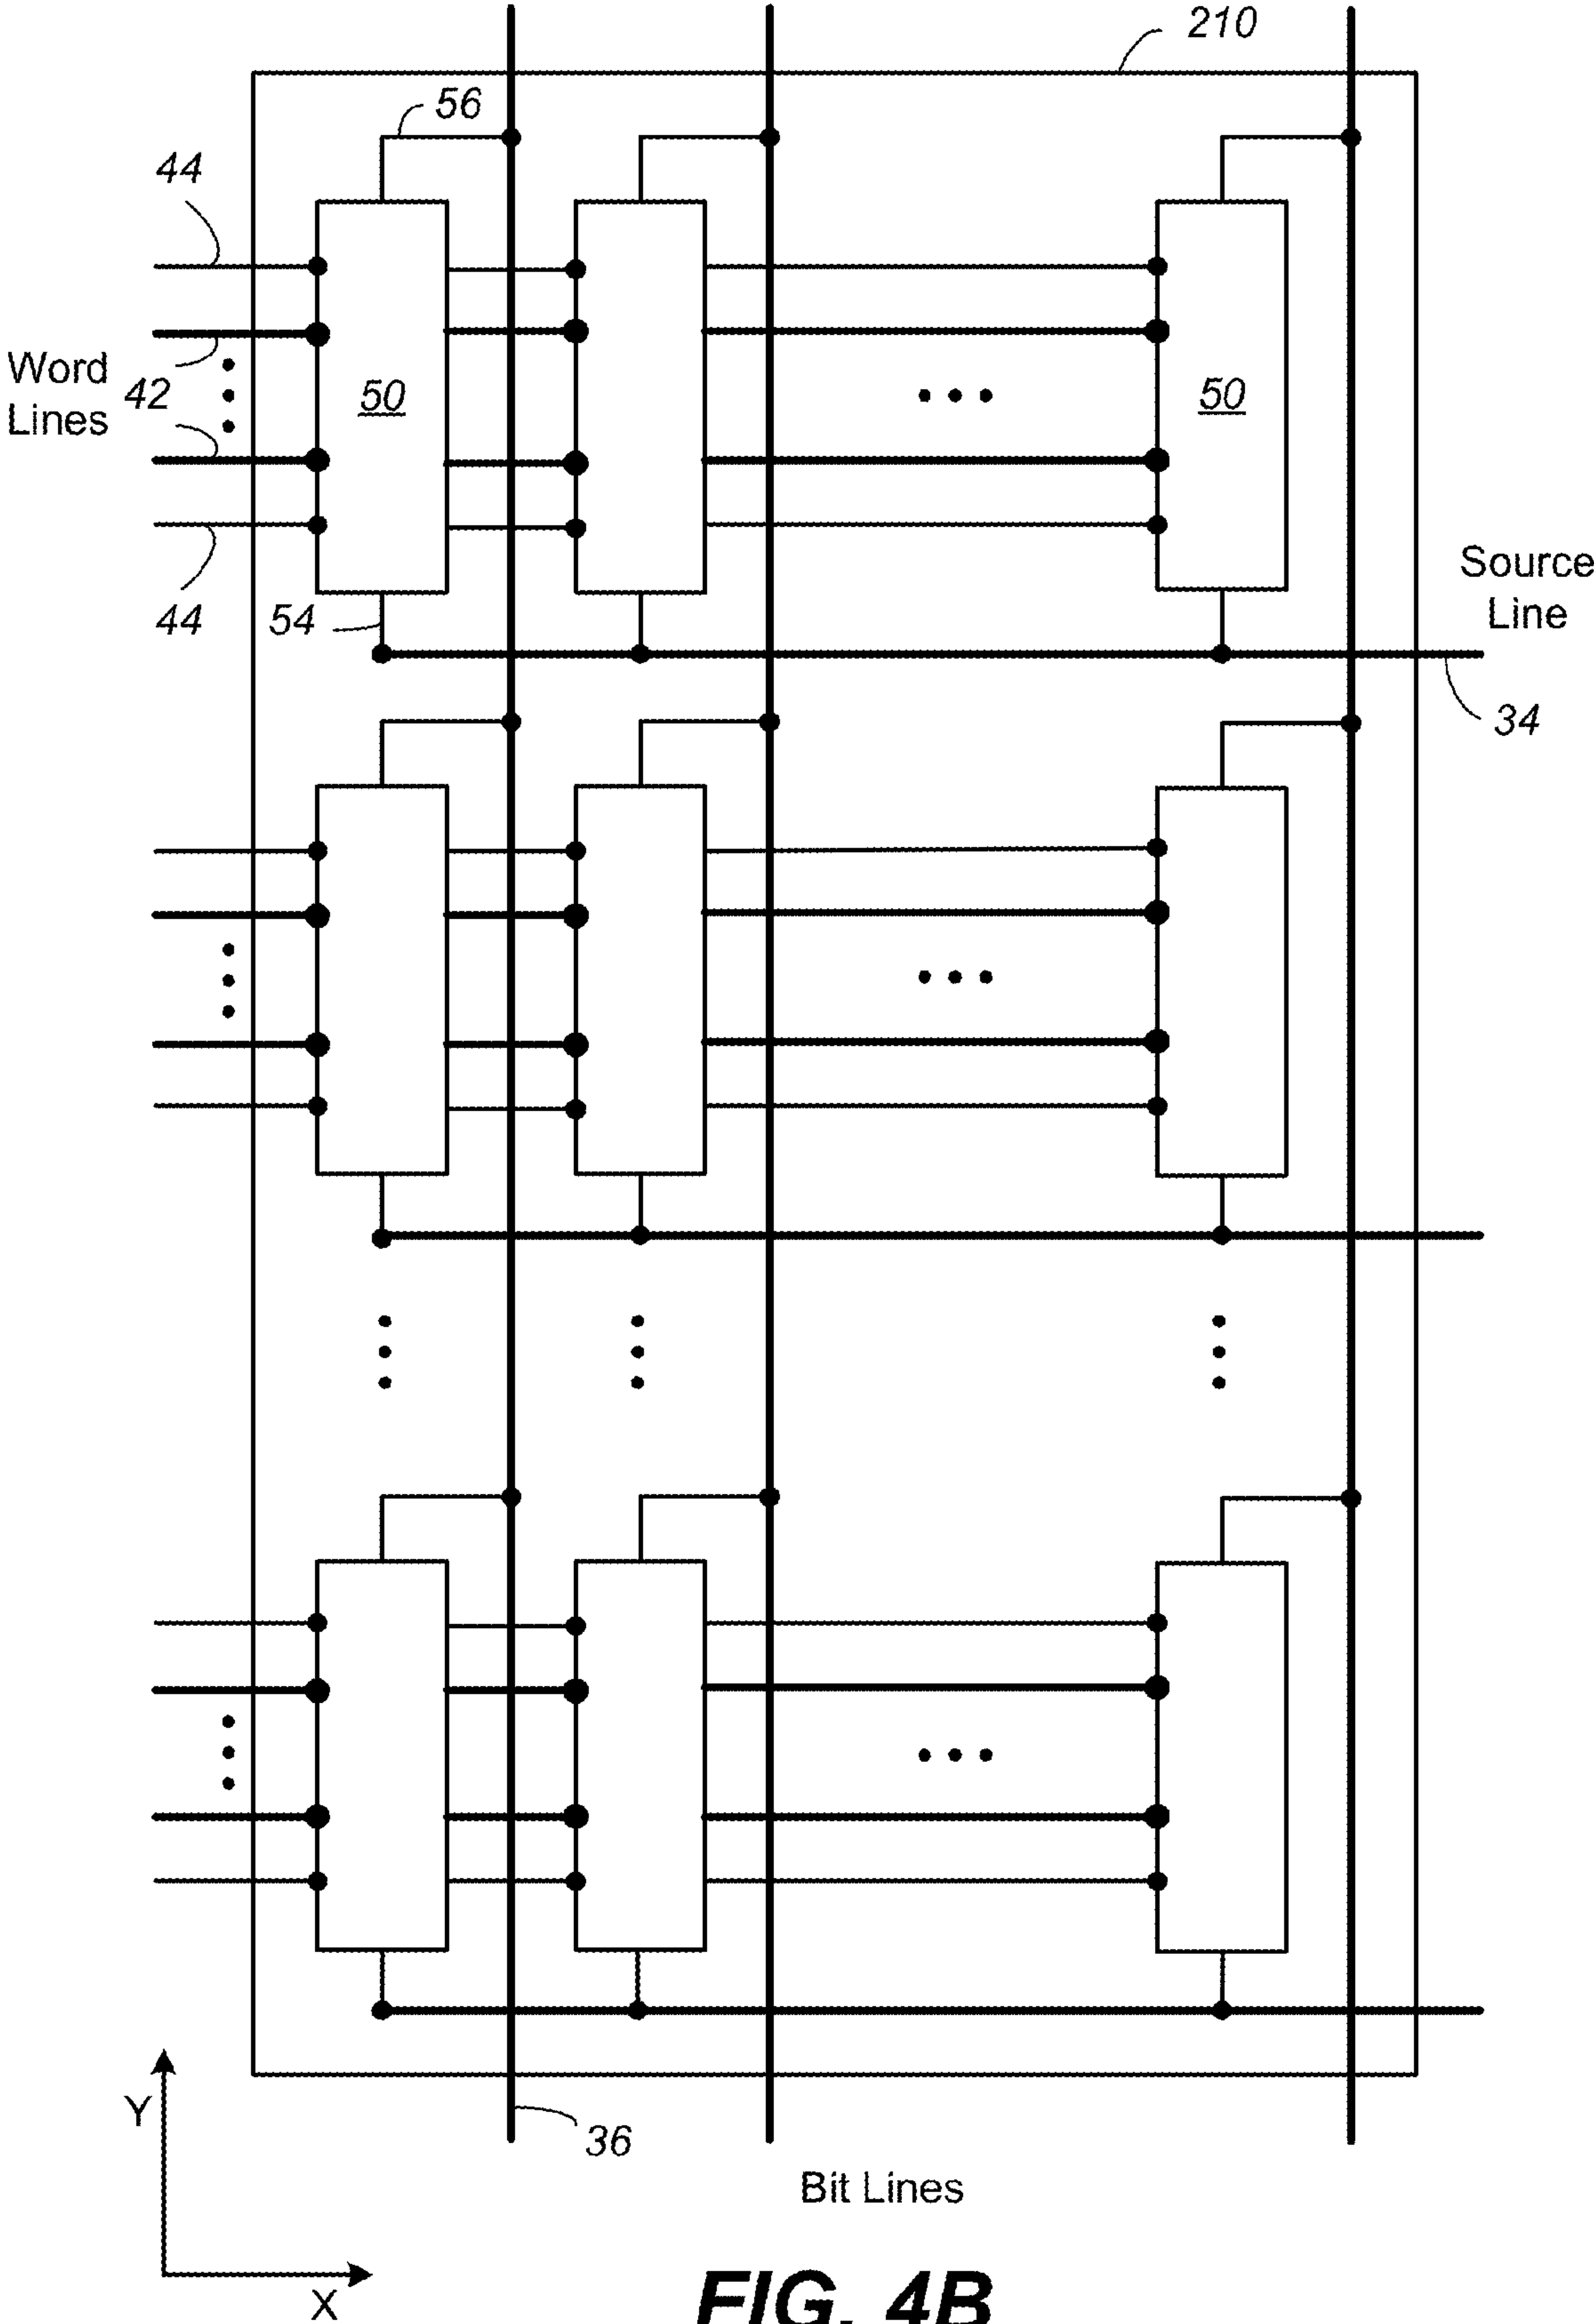 210
56
44
Word
Lines
42
50
50
44
54
Source
Line
34
Y
36
Bit Lines
X
FIG. 4B